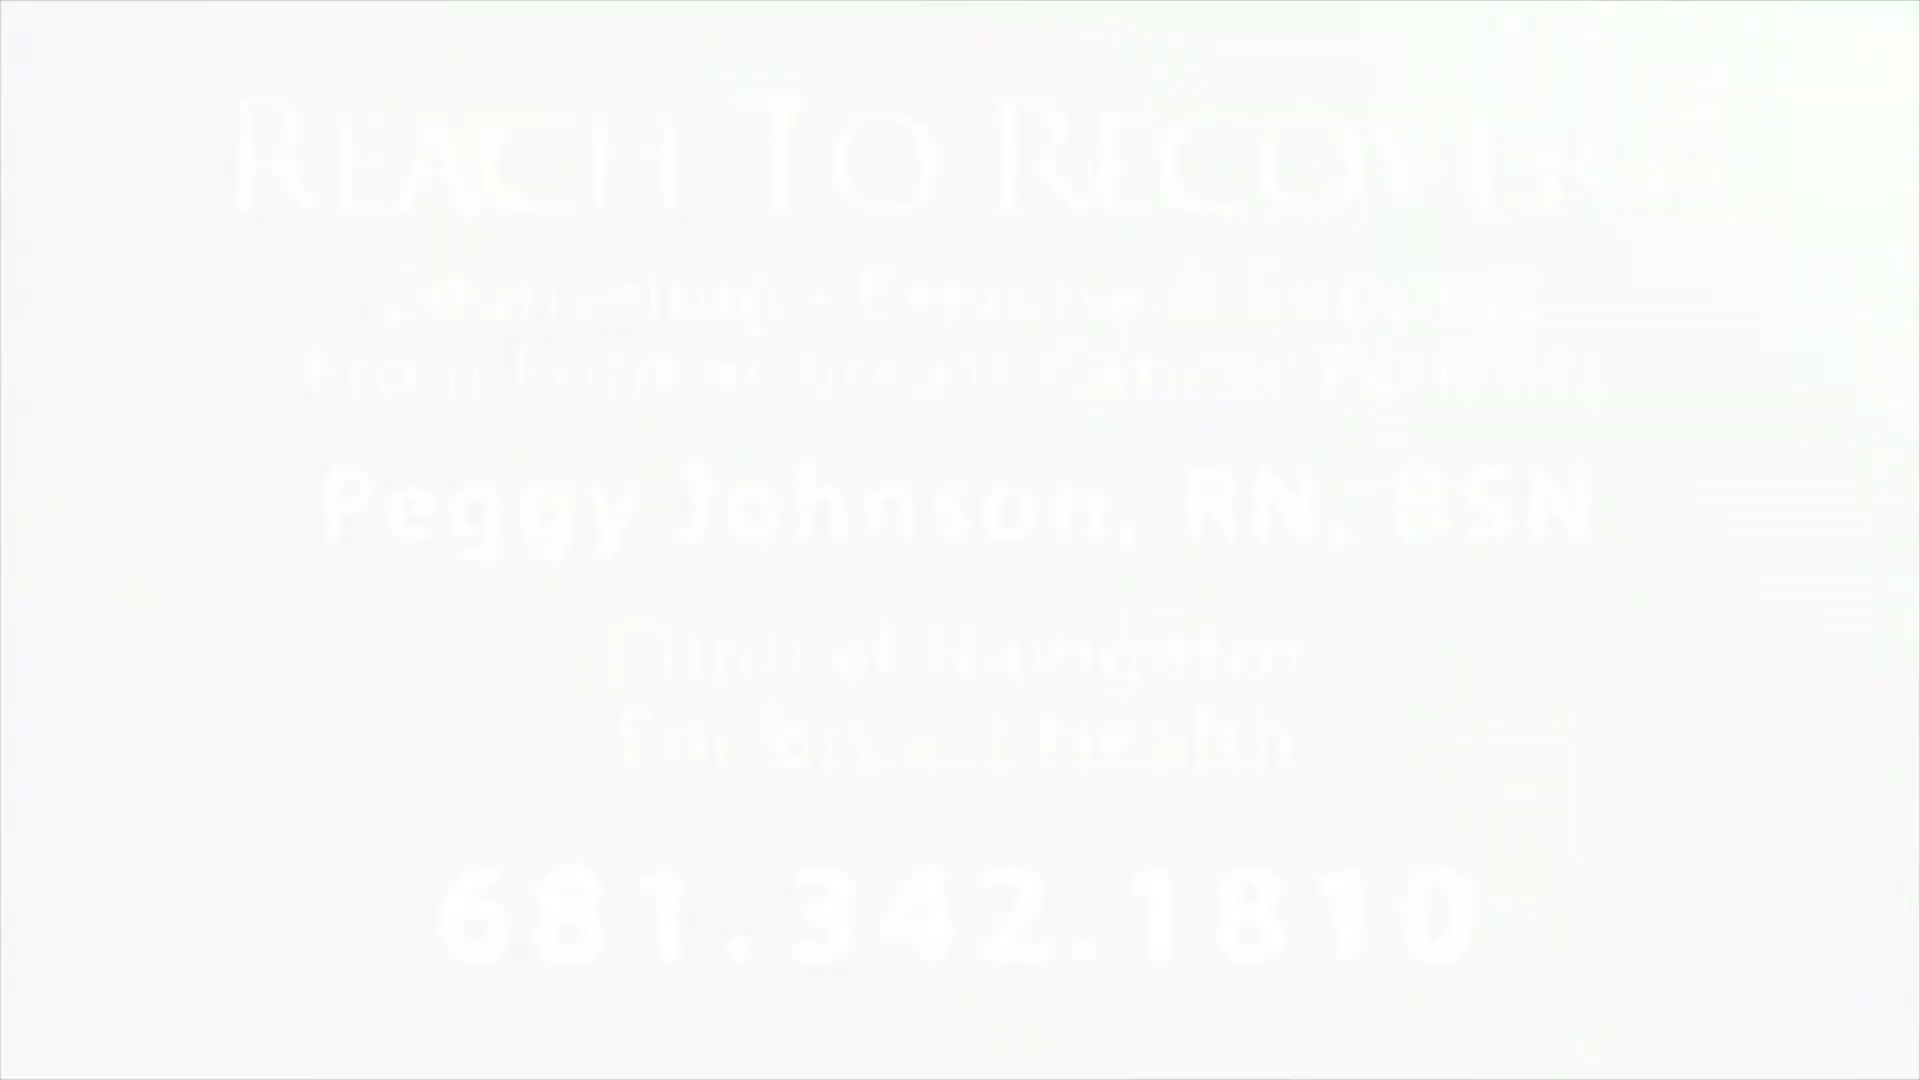 REACH TO RECOVERY
Counseling - Emotional Support
From Former Breast Cancer Patients
Peggy Johnson, RN, BSN
Clinical Navigator
for Breast Health
681.342.1810